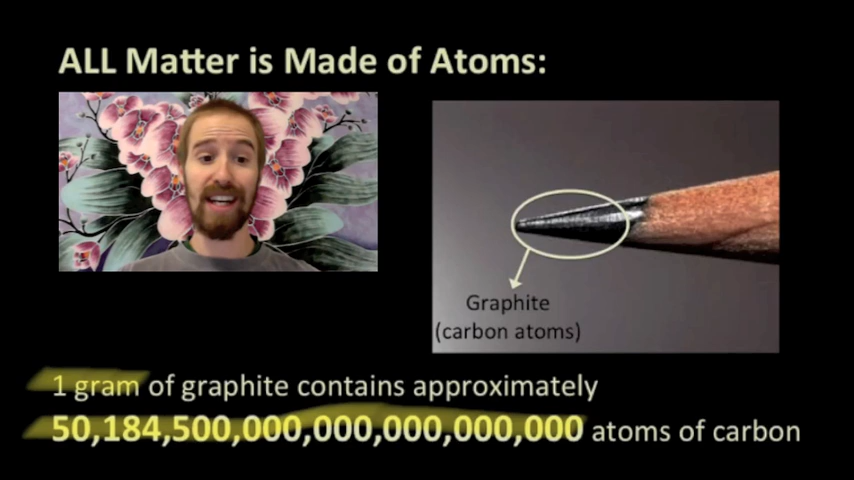 ALL Matter is Made of Atoms:
Graphite
(carbon atoms)
1 gram of graphite contains approximately
50,184,500,000,000,000,000,000 atoms of carbon